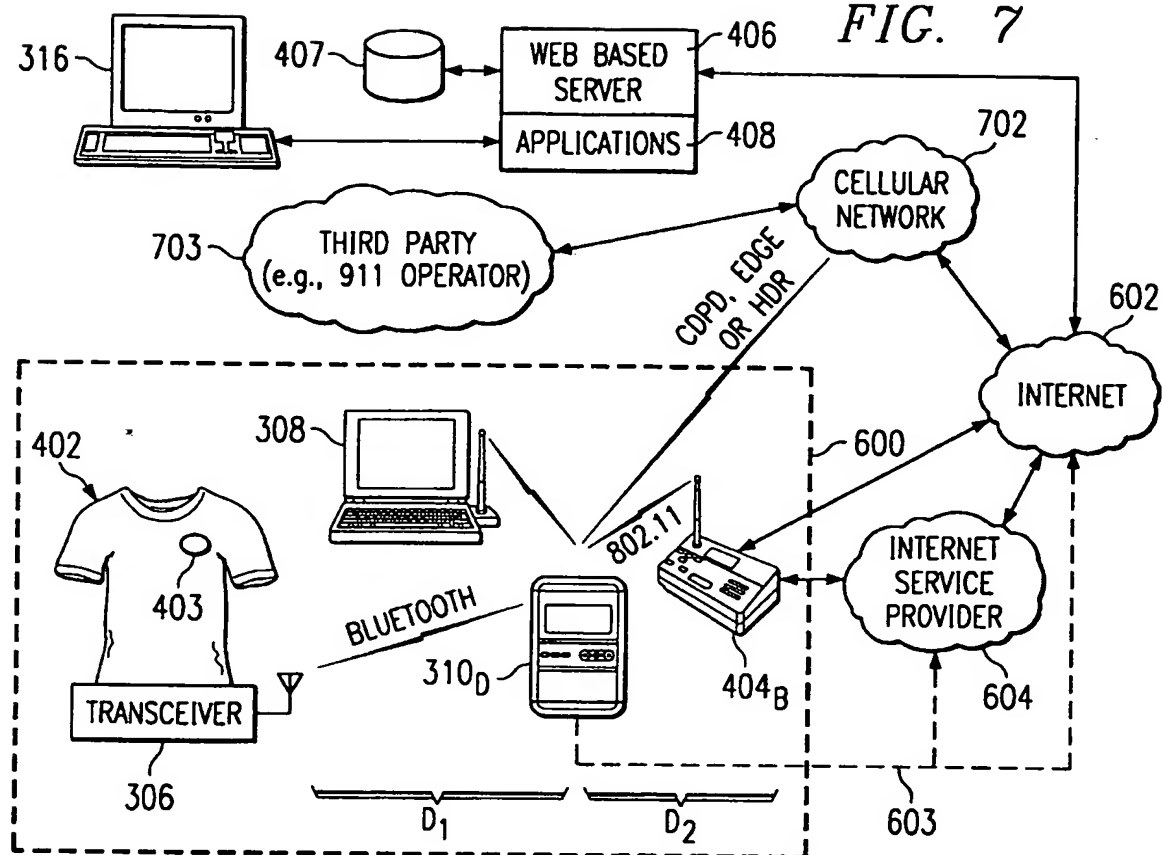 FIG. 7
316
407
WEB BASED
SERVER
406
APPLICATIONS
408
702
CELLULAR
NETWORK
703
THIRD PARTY
(e.g., 911 OPERATOR)
CDPD, EDGE
OR HDR
602
INTERNET
308
600
402
403
802.11
BLUETOOTH
INTERNET
SERVICE
PROVIDER
310D
404B
604
TRANSCEIVER
306
D1
D2
603